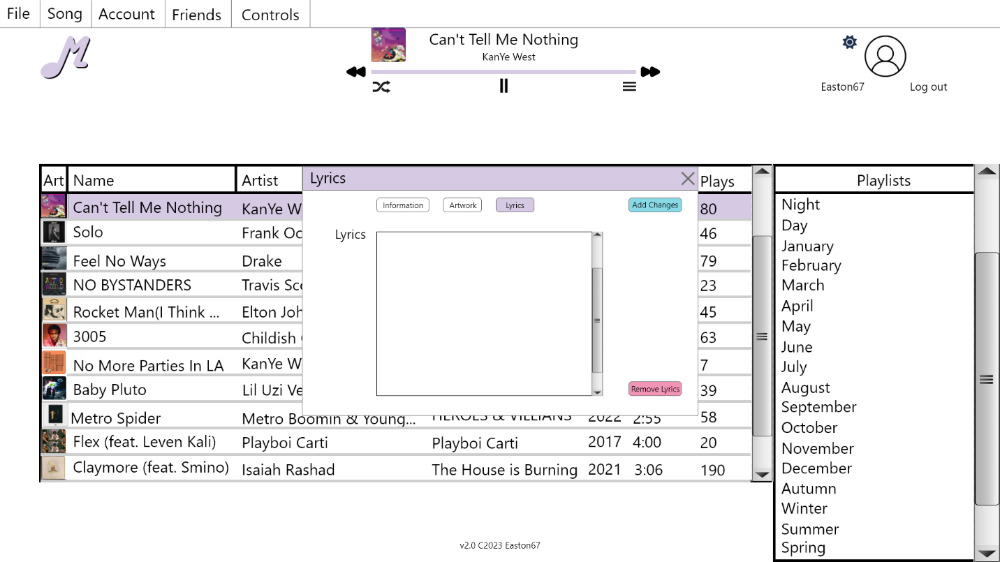 File Song Account Friends Controls
Can't Tell Me Nothing
KanYe West
Easton67 Log out
Art Name Artist Plays
Can't Tell Me Nothing KanYe W 80
Solo Frank Oc 46
Feel No Ways Drake 79
NO BYSTANDERS Travis Sco 23
Rocket Man(I Think ... Elton Joh 45
3005 Childish 63
No More Parties In LA KanYe W 7
Baby Pluto Lil Uzi Ve 39
Metro Spider Metro Boomin & Young... HEROES & VILLIANS 2022 2:55 58
Flex (feat. Leven Kali) Playboi Carti Playboi Carti 2017 4:00 20
Claymore (feat. Smino) Isaiah Rashad The House is Burning 2021 3:06 190
Lyrics
Information Artwork Lyrics Add Changes
Lyrics
Remove Lyrics
Playlists
Night
Day
January
February
March
April
May
June
July
August
September
October
November
December
Autumn
Winter
Summer
Spring
v2.0 C2023 Easton67